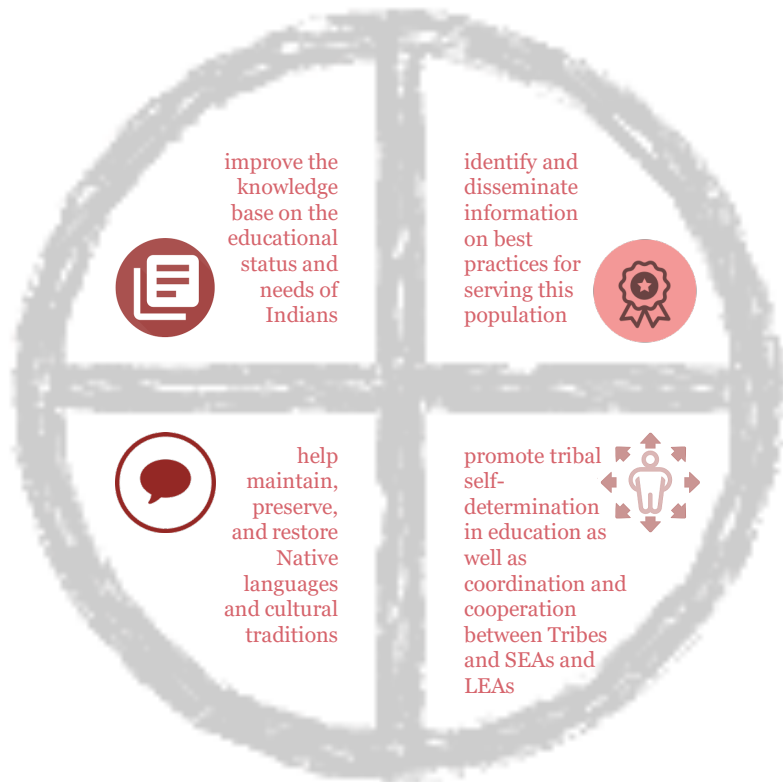 improve the
knowledge
base on the
educational
status and
needs of
Indians
identify and
disseminate
information
on best
practices for
serving this
population
help
maintain,
preserve,
and restore
Native
languages
and cultural
traditions
promote tribal
self-
determination
in education as
well as
coordination and
cooperation
between Tribes
and SEAs and
LEAs